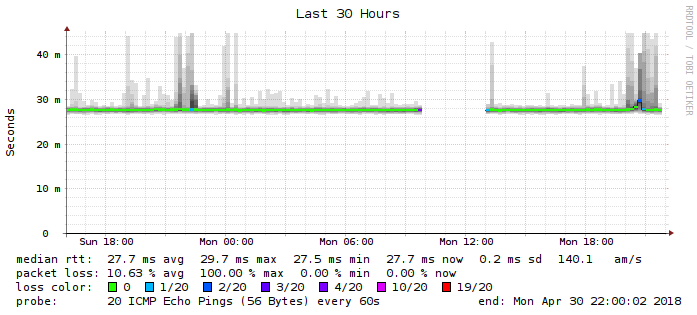 Last 30 Hours
RRDTOOL / TOBI OETIKER
Seconds
40 m
30 m
20 m
10 m
0
Sun 18:00 Mon 00:00 Mon 06:00 Mon 12:00 Mon 18:00
median rtt: 27.7 ms avg 29.7 ms max 27.5 ms min 27.7 ms now 0.2 ms sd 140.1 am/s
packet loss: 10.63 % avg 100.00 % max 0.00 % min 0.00 % now
loss color: 0 1/20 2/20 3/20 4/20 10/20 19/20
probe: 20 ICMP Echo Pings (56 Bytes) every 60s end: Mon Apr 30 22:00:02 2018